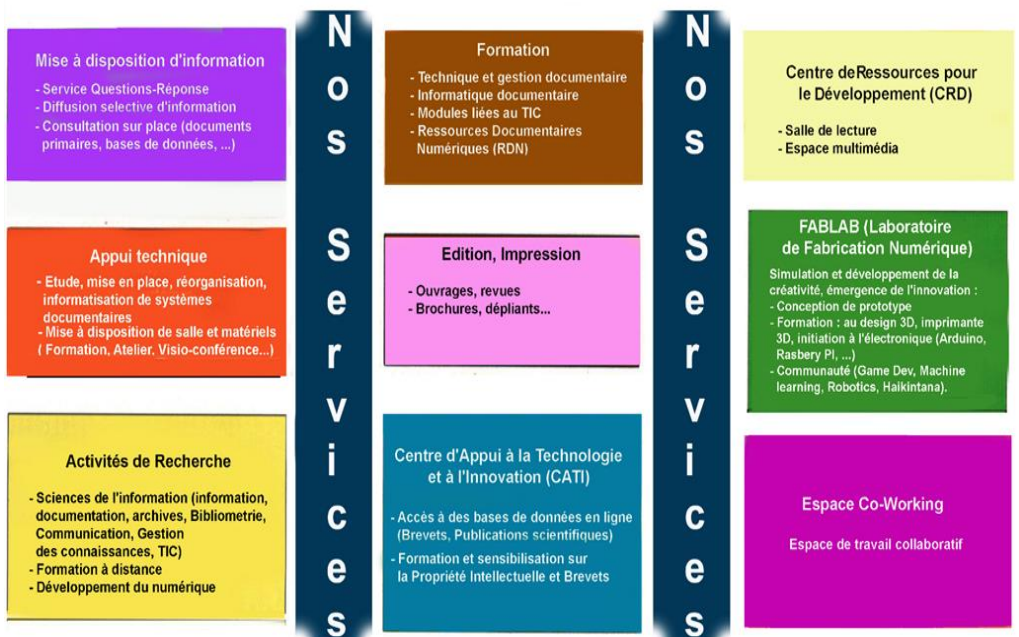 Mise à disposition d'information
- Service Questions-Réponse
- Diffusion selective d'information
- Consultation sur place (documents
primaires, bases de données, ...)
Appui technique
- Etude, mise en place, réorganisation,
informatisation de systèmes
documentaires
- Mise à disposition de salle et matériels
( Formation, Atelier, Visio-conférence...)
Activités de Recherche
- Sciences de l'information (information,
documentation, archives, Bibliometrie,
Communication, Gestion
des connaissances, TIC)
- Formation à distance
- Développement du numérique
Nos Services
Formation
- Technique et gestion documentaire
- Informatique documentaire
- Modules liées au TIC
- Ressources Documentaires
Numériques (RDN)
Edition, Impression
- Ouvrages, revues
- Brochures, dépliants...
Centre d'Appui à la Technologie
et à l'Innovation (CATI)
- Accès à des bases de données en ligne
(Brevets, Publications scientifiques)
- Formation et sensibilisation sur
la Propriété Intellectuelle et Brevets
Nos Services
Centre deRessources pour
le Développement (CRD)
- Salle de lecture
- Espace multimédia
FABLAB (Laboratoire
de Fabrication Numérique)
Simulation et développement de la
créativité, émergence de l'innovation :
- Conception de prototype
- Formation : au design 3D, imprimante
3D, initiation à l'électronique (Arduino,
Rasbery PI, ...)
- Communauté (Game Dev, Machine
learning, Robotics, Haikintana).
Espace Co-Working
Espace de travail collaboratif